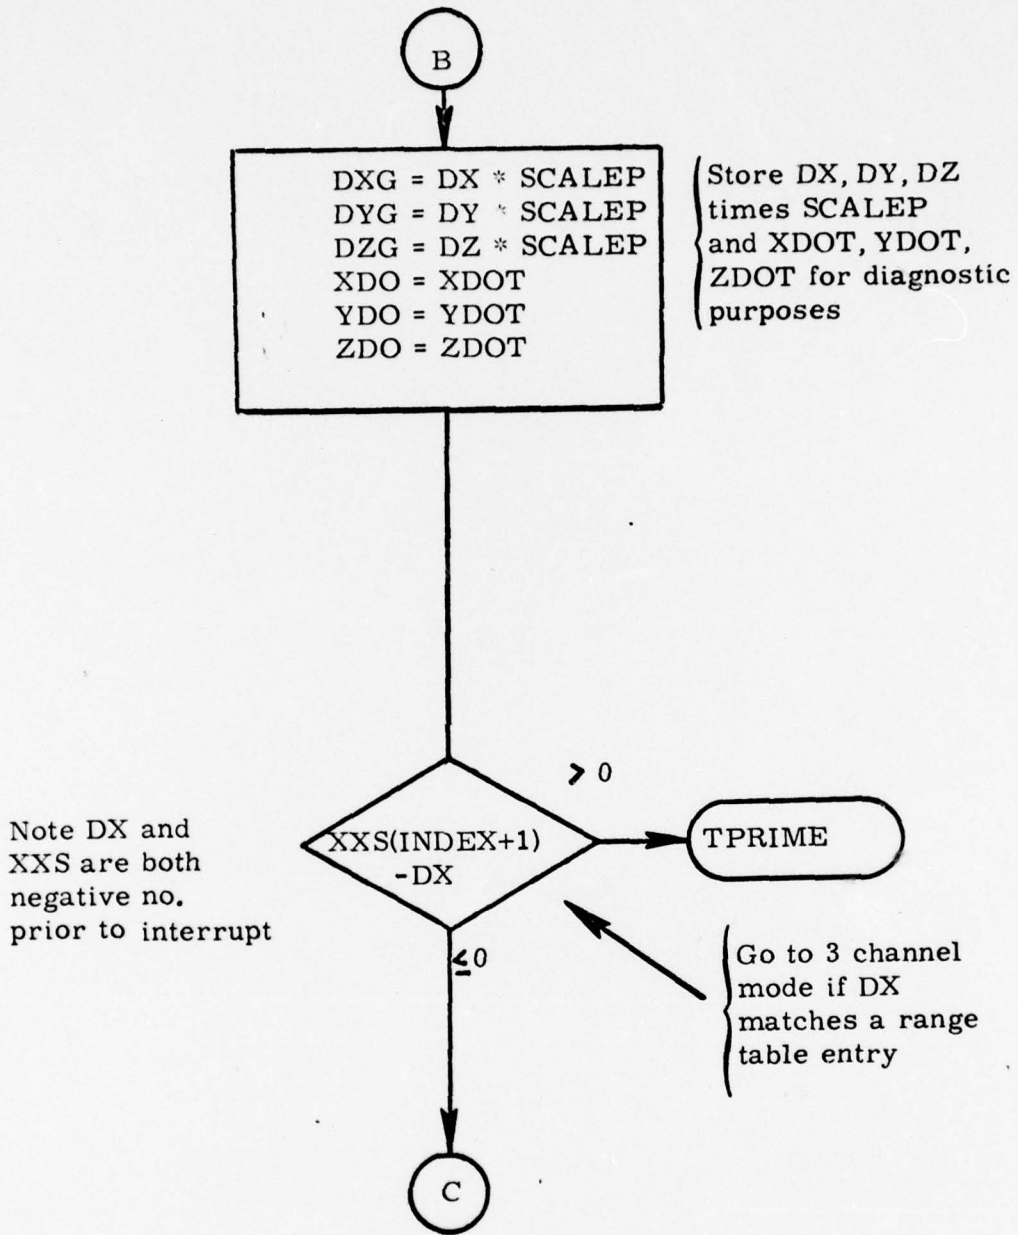 B
DXG = DX * SCALEP
DYG = DY * SCALEP
DZG = DZ * SCALEP
XDO = XDOT
YDO = YDOT
ZDO = ZDOT
Store DX, DY, DZ
times SCALEP
and XDOT, YDOT,
ZDOT for diagnostic
purposes
> 0
Note DX and
XXS are both
negative no.
prior to interrupt
XXS(INDEX+1)
-DX
TPRIME
≤0
Go to 3 channel
mode if DX
matches a range
table entry
C